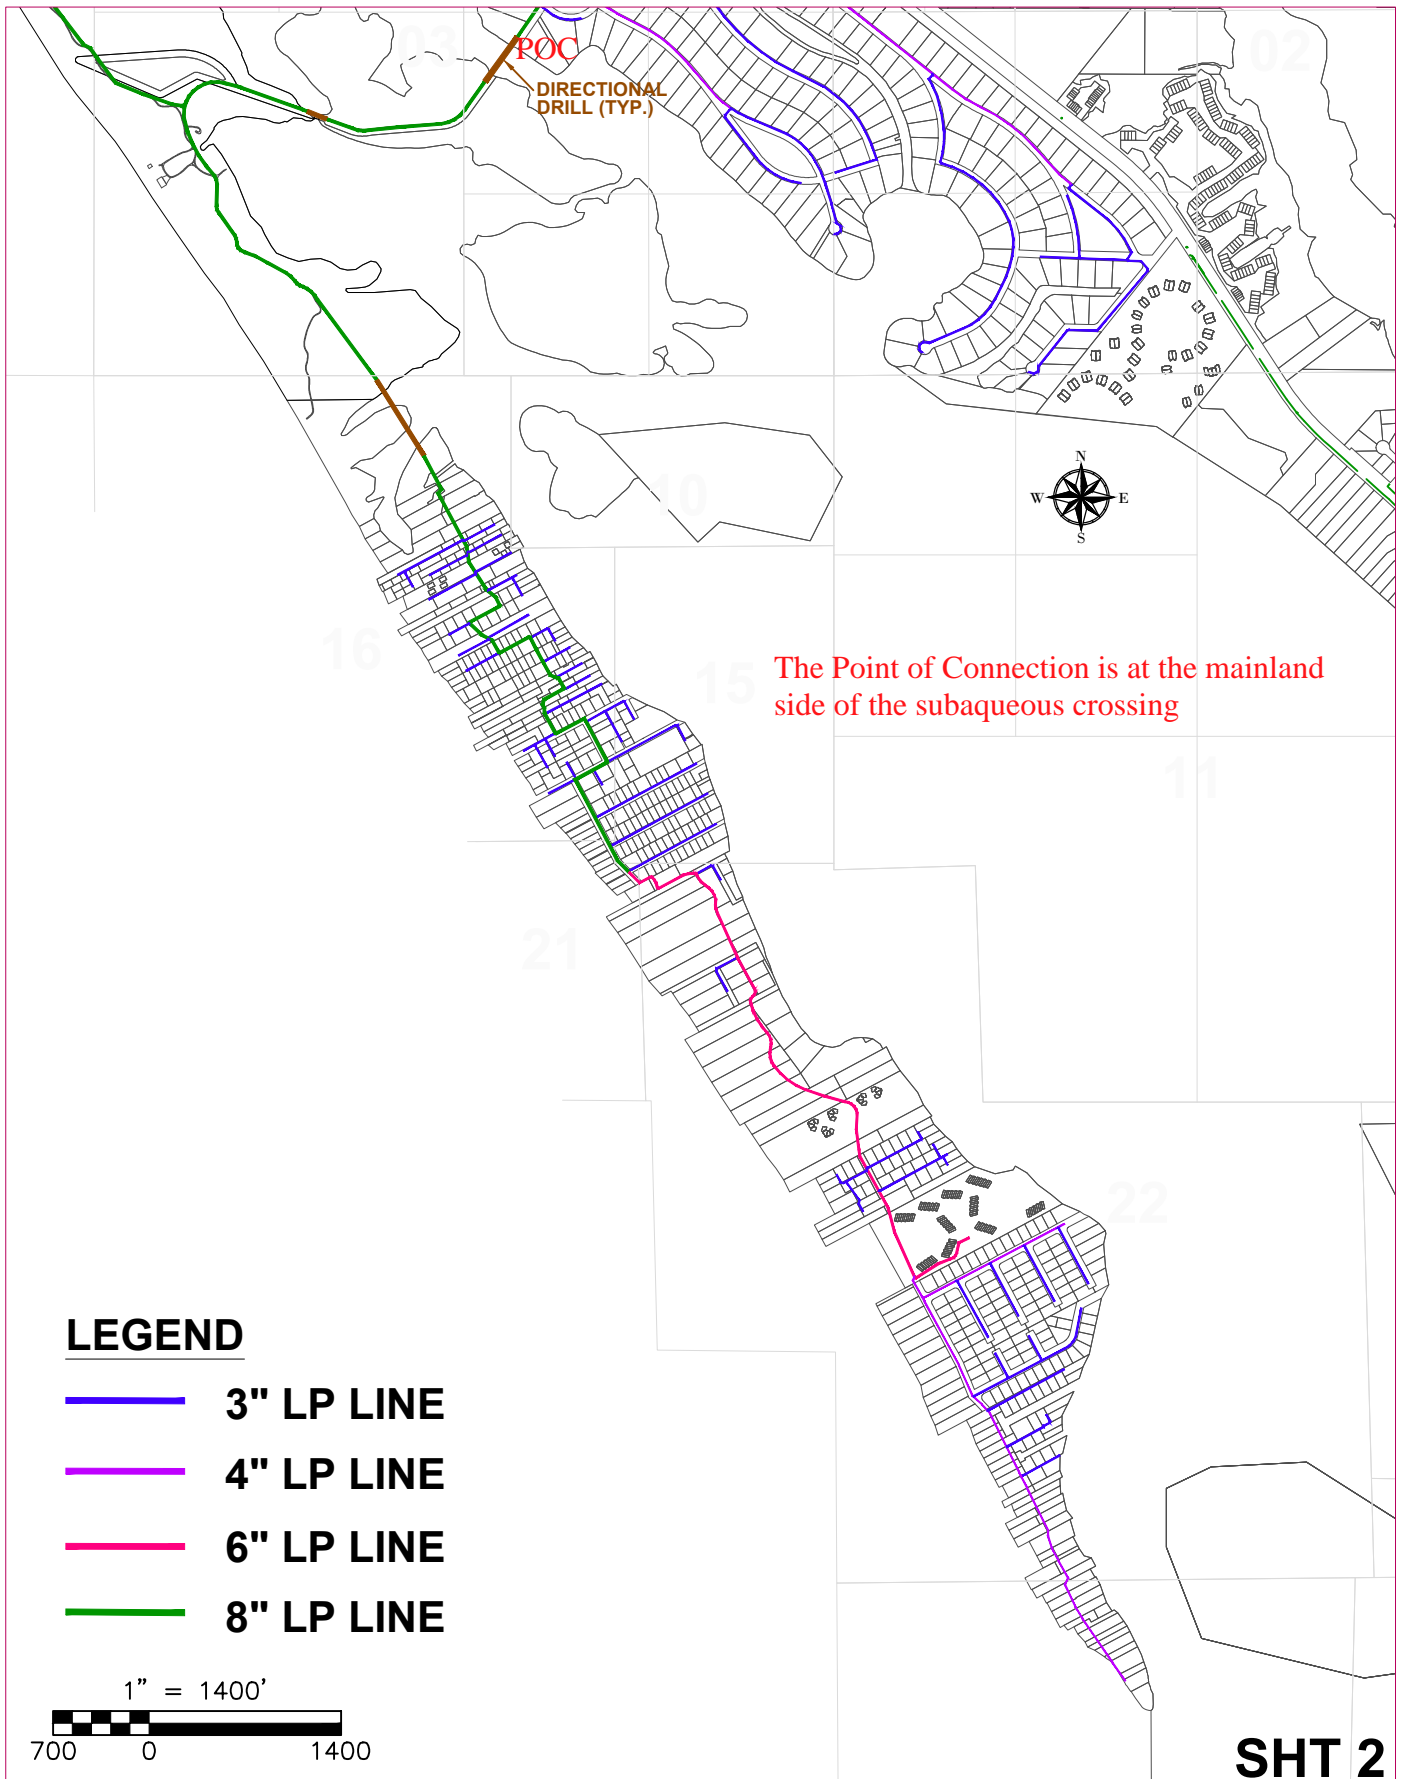 03
POC
02
DIRECTIONAL
DRILL (TYP.)
10
N
W
E
S
16
15
The Point of Connection is at the mainland
side of the subaqueous crossing
11
21
22
LEGEND
3" LP LINE
4" LP LINE
6" LP LINE
8" LP LINE
1" = 1400'
700 0 1400
SHT 2